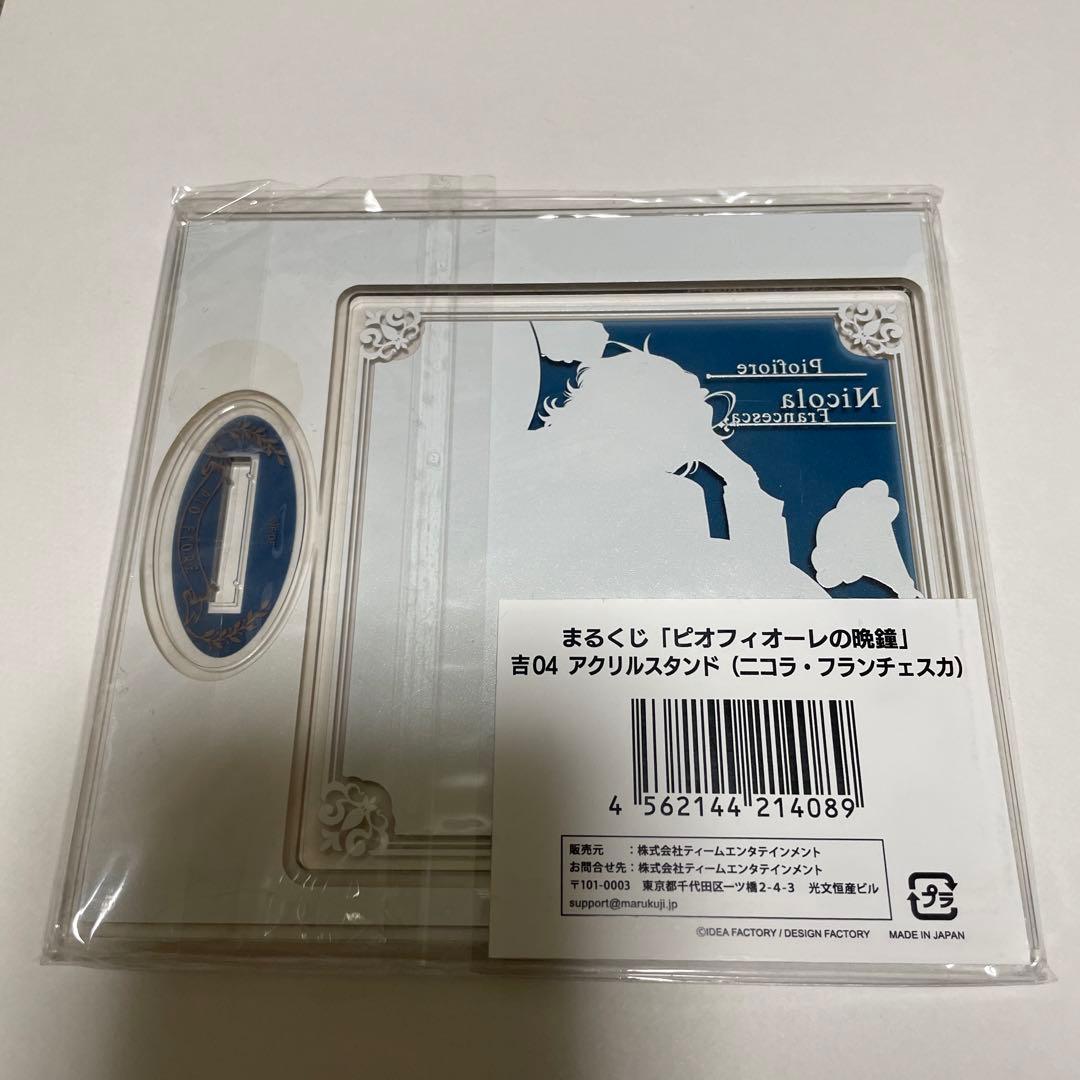 Piofiore
Nicola
Francesca
PIO FIORE
まるくじ「ピオフィオーレの晩鐘」
吉04 アクリルスタンド（ニコラ・フランチェスカ）
4 562144 214089
販売元　：株式会社ティームエンタテインメント
お問合せ先：株式会社ティームエンタテインメント
〒101-0003　東京都千代田区一ツ橋2-4-3　光文恒産ビル
support@marukuji.jp
プラ
©IDEA FACTORY / DESIGN FACTORY MADE IN JAPAN